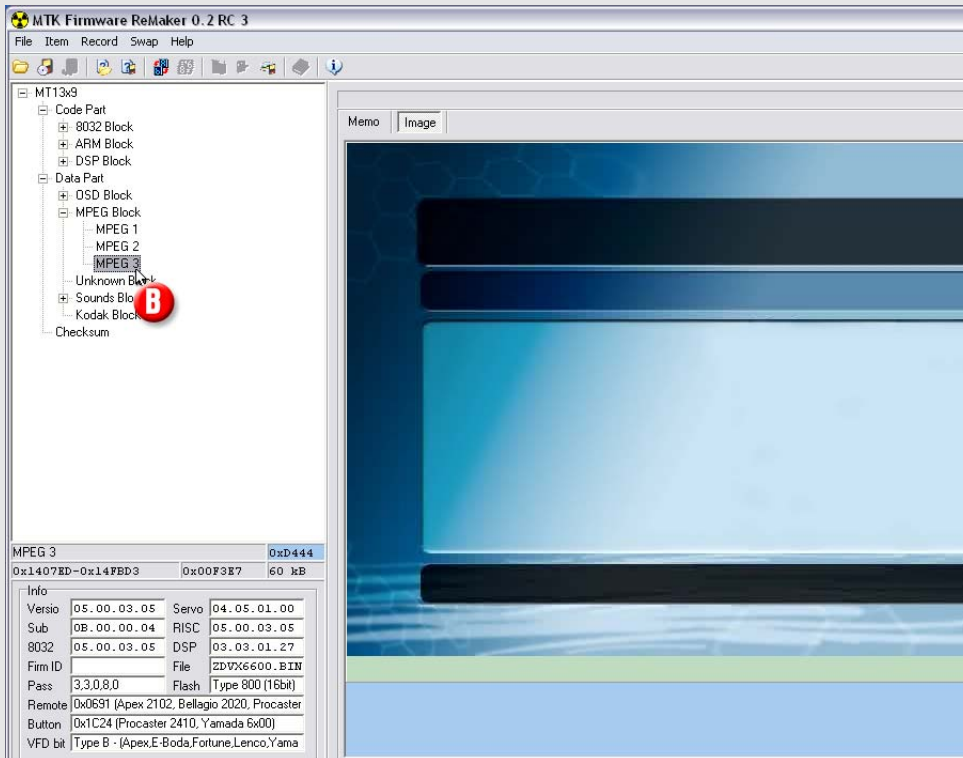 MTK Firmware ReMaker 0.2 RC 3
File Item Record Swap Help
MT13x9
Code Part
8032 Block
ARM Block
DSP Block
Data Part
OSD Block
MPEG Block
MPEG 1
MPEG 2
MPEG 3
Unknown B
Sounds Blo
Kodak Block
Checksum
B
Memo Image
MPEG 3 0xD444
0x1407ED-0x14FBD3 0x00F3E7 60 kB
Info
Versio 05.00.03.05 Servo 04.05.01.00
Sub 0B.00.00.04 RISC 05.00.03.05
8032 05.00.03.05 DSP 03.03.01.27
Firm ID File ZDVX6600.BIN
Pass 3,3,0,8,0 Flash Type 800 (16bit)
Remote 0x0691 (Apex 2102, Bellagio 2020, Procaster
Button 0x1C24 (Procaster 2410, Yamada 6x00)
VFD bit Type B - (Apex,E-Boda,Fortune,Lenco,Yama